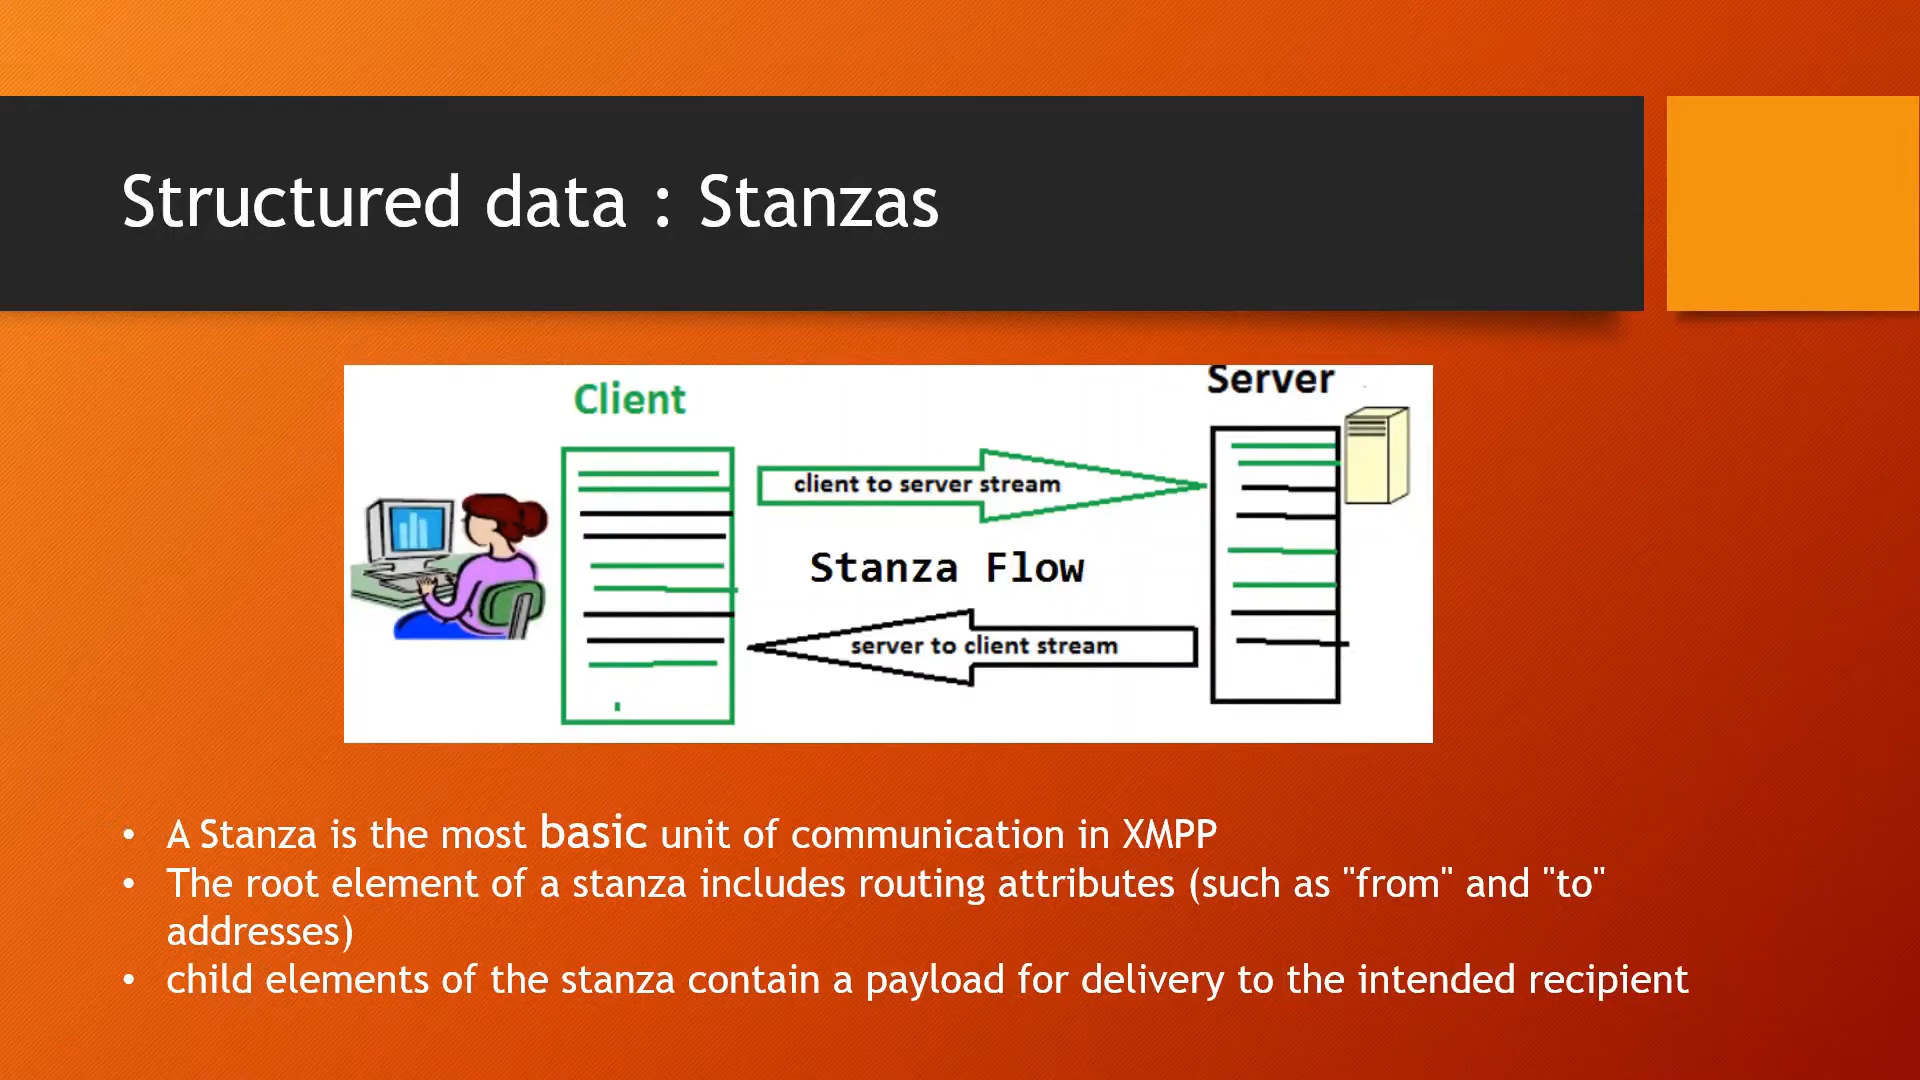 Structured data : Stanzas
Client
Server
client to server stream
Stanza Flow
server to client stream
• A Stanza is the most basic unit of communication in XMPP
• The root element of a stanza includes routing attributes (such as "from" and "to"
addresses)
• child elements of the stanza contain a payload for delivery to the intended recipient